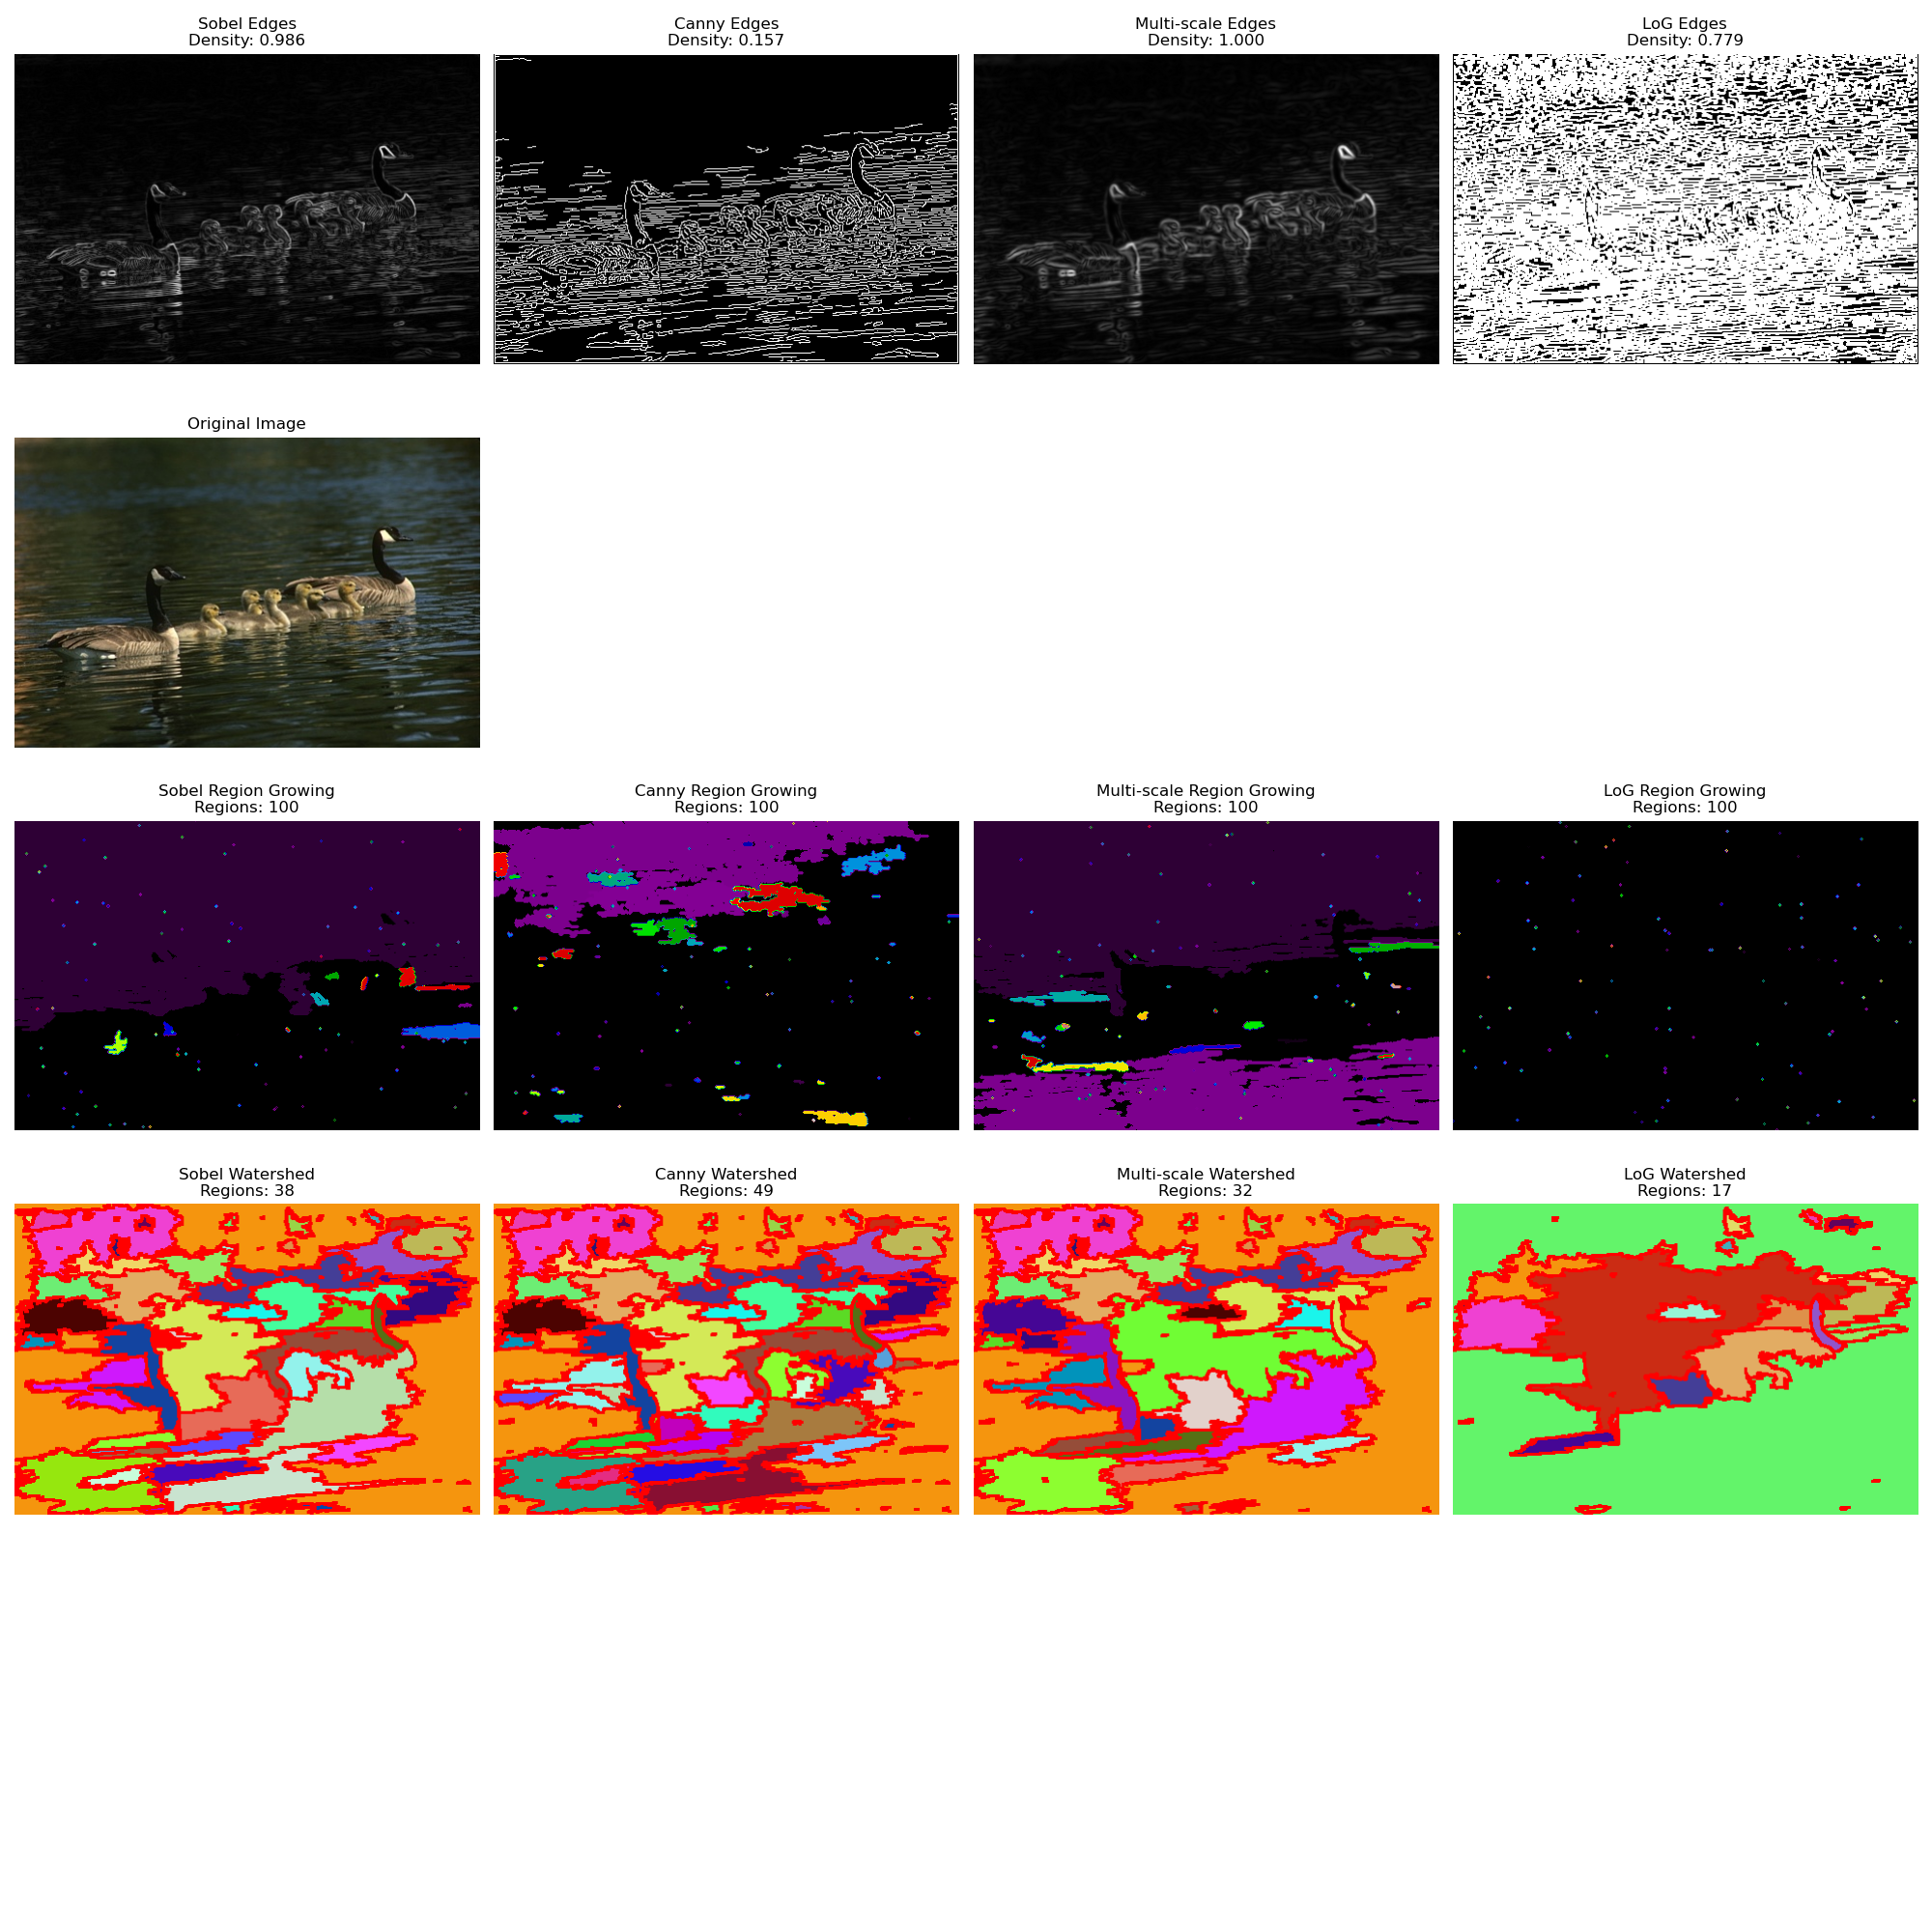 Sobel Edges
Density: 0.986
Canny Edges
Density: 0.157
Multi-scale Edges
Density: 1.000
LoG Edges
Density: 0.779
Original Image
Sobel Region Growing
Regions: 100
Canny Region Growing
Regions: 100
Multi-scale Region Growing
Regions: 100
LoG Region Growing
Regions: 100
Sobel Watershed
Regions: 38
Canny Watershed
Regions: 49
Multi-scale Watershed
Regions: 32
LoG Watershed
Regions: 17